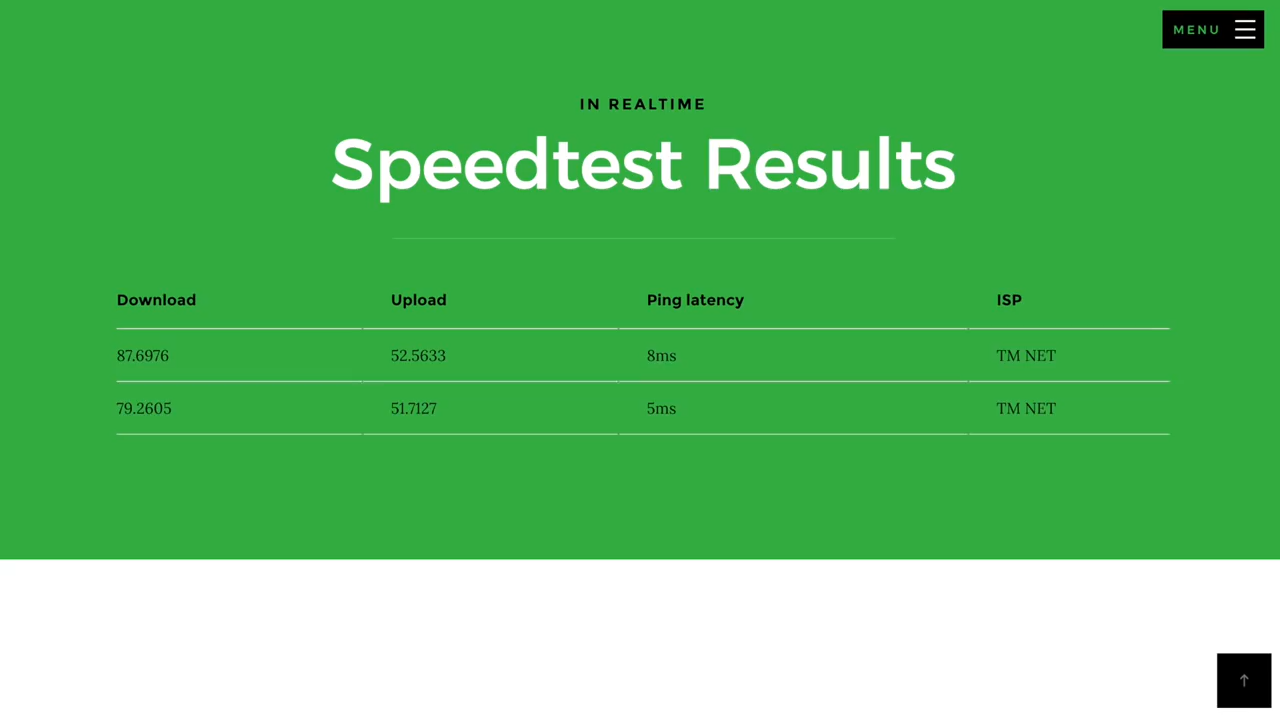 MENU
IN REALTIME
Speedtest Results
Download Upload Ping latency ISP
87.6976 52.5633 8ms TM NET
79.2605 51.7127 5ms TM NET